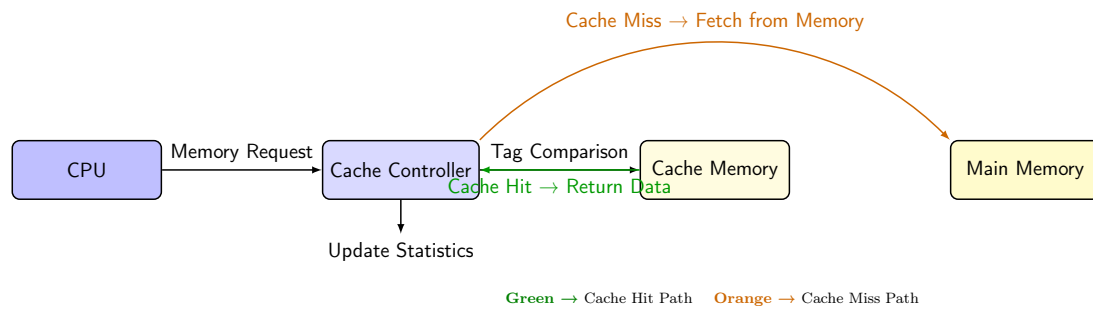 Cache Miss → Fetch from Memory
CPU
Memory Request
Cache Controller
Tag Comparison
Cache Hit → Return Data
Cache Memory
Main Memory
Update Statistics
Green → Cache Hit Path Orange → Cache Miss Path